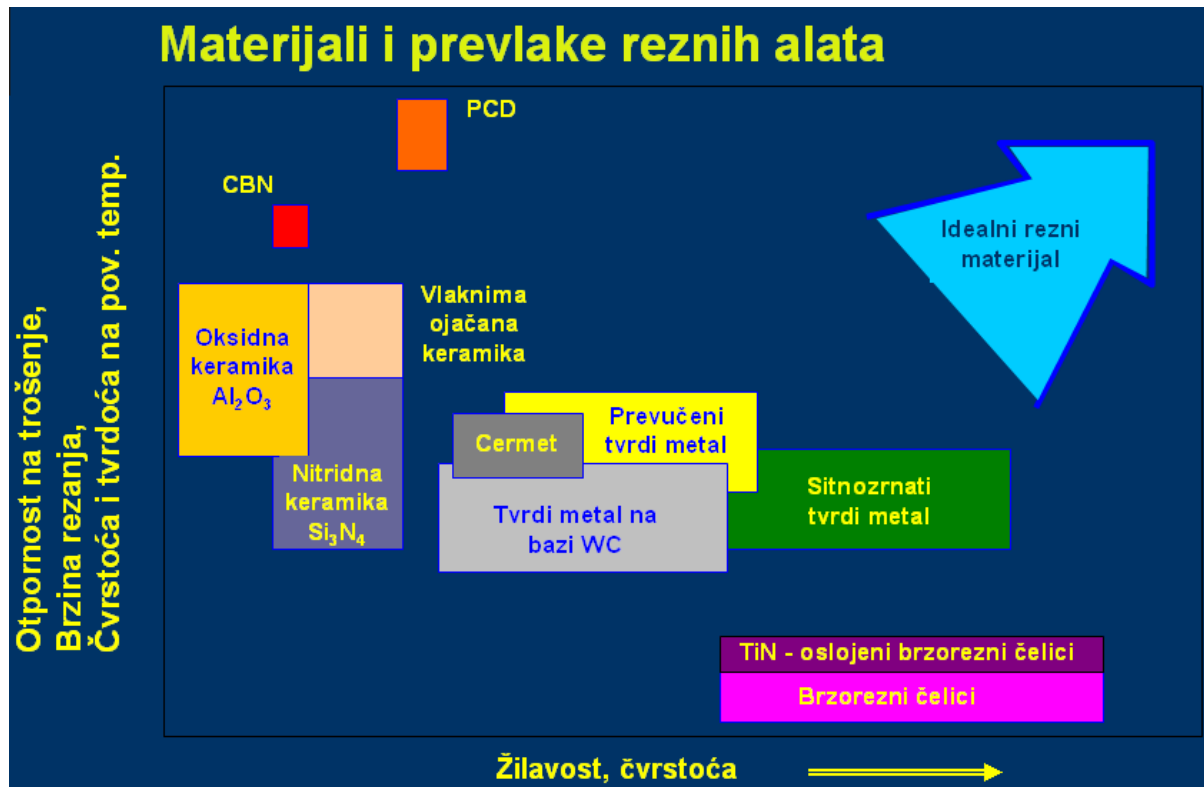 Materijali i prevlake reznih alata
Otpornost na trošenje,
Brzina rezanja,
Čvrstoća i tvrdoća na pov. temp.
PCD
CBN
Idealni rezni
materijal
Oksidna
keramika
Al₂O₃
Vlaknima
ojačana
keramika
Nitridna
keramika
Si₃N₄
Cermet
Prevučeni
tvrdi metal
Tvrdi metal na
bazi WC
Sitnozrnati
tvrdi metal
TiN - oslojeni brzorezni čelici
Brzorezni čelici
Žilavost, čvrstoća